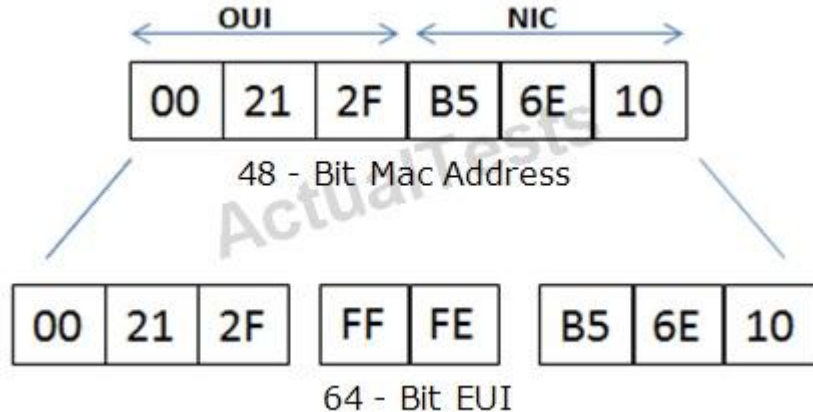 OUI NIC
00 21 2F B5 6E 10
48 - Bit Mac Address
ActualTests
00 21 2F FF FE B5 6E 10
64 - Bit EUI